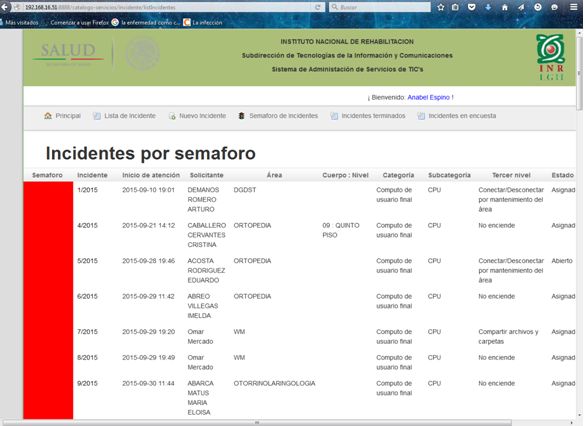 192.168.16.51:8888/catalogo-servicios/incidente/listIncidentes
Buscar
Más visitados
Comenzar a usar Firefox
la enfermedad como c...
La infección
SALUD
INSTITUTO NACIONAL DE REHABILITACION
Subdirección de Tecnologías de la Información y Comunicaciones
Sistema de Administación de Servicios de TIC's
INR
LGII
¡ Bienvenido: Anabel Espino !
Principal Lista de Incidente Nuevo Incidente Semaforo de incidentes Incidentes terminados Incidentes en encuesta
Incidentes por semaforo
Semaforo Incidente Inicio de atención Solicitante Área Cuerpo : Nivel Categoría Subcategoría Tercer nivel Estado
1/2015 2015-09-10 19:01 DEMANOS DGDST Computo de CPU Conectar/Desconectar Asignad
ROMERO usuario final por mantenimiento del
ARTURO área
4/2015 2015-09-21 14:12 CABALLERO ORTOPEDIA 09 : QUINTO Computo de CPU No enciende Asignad
CERVANTES PISO usuario final
CRISTINA
5/2015 2015-09-28 19:46 ACOSTA ORTOPEDIA Computo de CPU Conectar/Desconectar Abierto
RODRIGUEZ usuario final por mantenimiento del
EDUARDO área
6/2015 2015-09-29 11:42 ABREO ORTOPEDIA Computo de CPU No enciende Asignad
VILLEGAS usuario final
IMELDA
7/2015 2015-09-29 19:20 Omar WM Computo de CPU Compartir archivos y Asignad
Mercado usuario final carpetas
8/2015 2015-09-29 19:49 Omar WM Computo de CPU No enciende Asignad
Mercado usuario final
9/2015 2015-09-30 11:44 ABARCA OTORRINOLARINGOLOGIA Computo de CPU No enciende Asignad
MATUS usuario final
MARIA
ELOISA